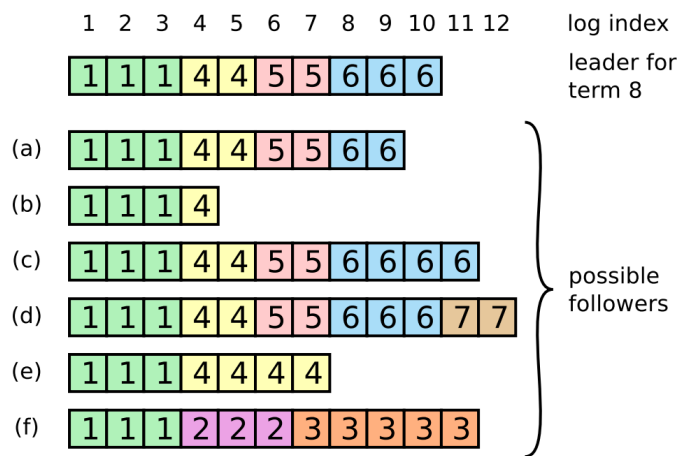 1 2 3 4 5 6 7 8 9 10 11 12 log index
1 1 1 4 4 5 5 6 6 6 leader for
term 8
(a) 1 1 1 4 4 5 5 6 6
(b) 1 1 1 4
(c) 1 1 1 4 4 5 5 6 6 6 6
(d) 1 1 1 4 4 5 5 6 6 6 7 7
(e) 1 1 1 4 4 4 4
(f) 1 1 1 2 2 2 3 3 3 3 3
possible
followers